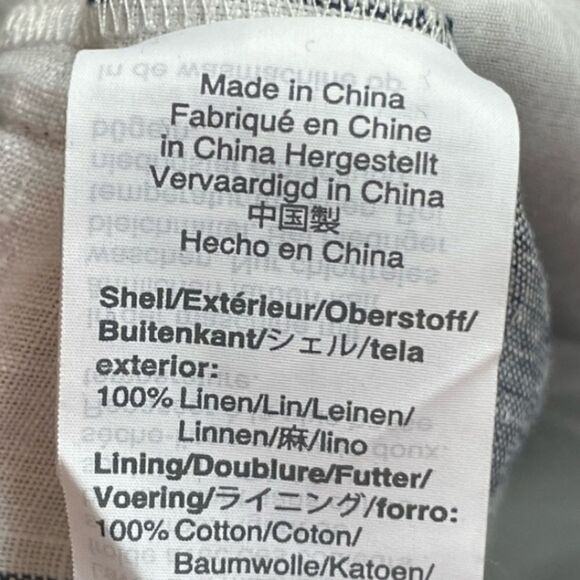 Made in China
Fabriqué en Chine
in China Hergestellt
Vervaardigd in China
中国製
Hecho en China
Shell/Extérieur/Oberstoff/
Buitenkant/シェル/tela
exterior:
100% Linen/Lin/Leinen/
Linnen/麻/lino
Lining/Doublure/Futter/
Voering/ライニング/forro:
100% Cotton/Coton/
Baumwolle/Katoen/